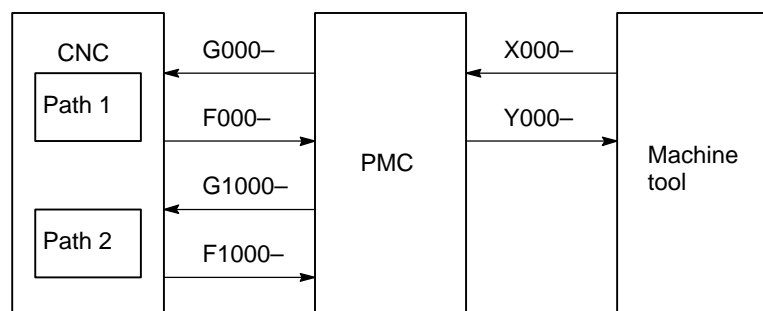 CNC
Path 1
Path 2
G000–
F000–
G1000–
F1000–
PMC
X000–
Y000–
Machine
tool